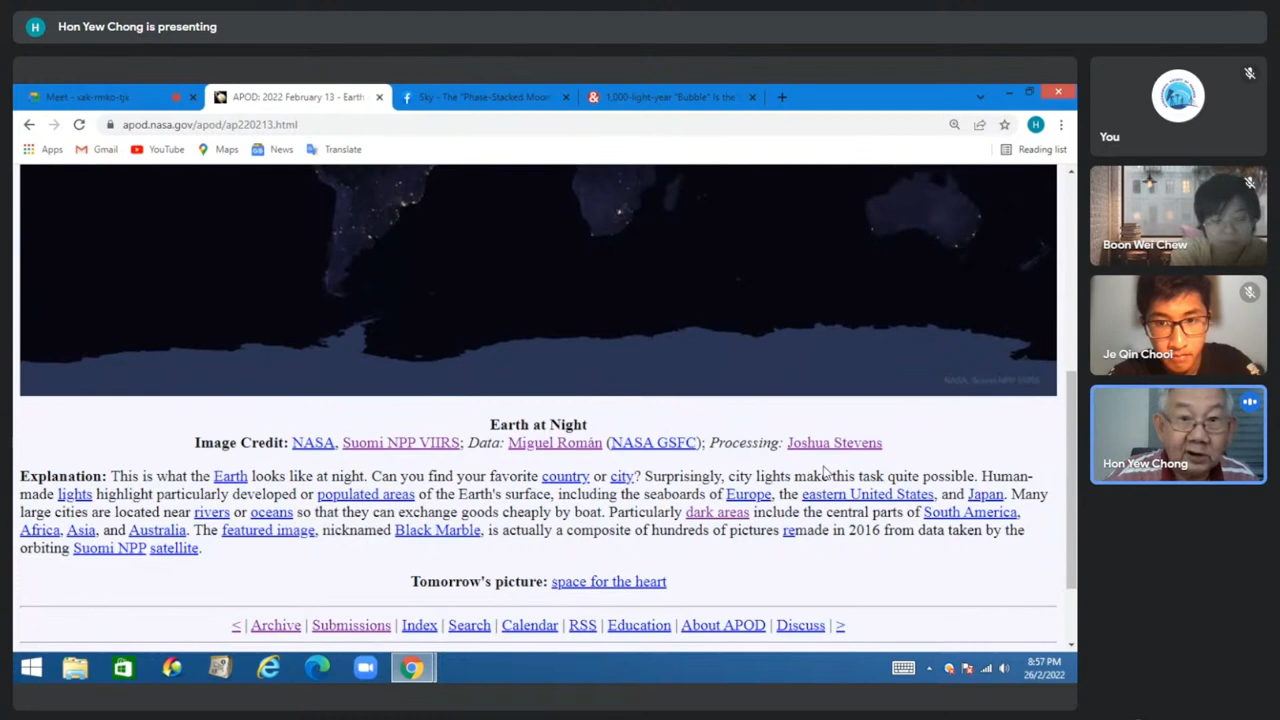 H Hon Yew Chong is presenting
Meet - xak-rmko-tjx
APOD: 2022 February 13 - Earth
Sky - The "Phase-Stacked Moon
1,000-light-year "Bubble" Is the
apod.nasa.gov/apod/ap220213.html
H
Apps Gmail YouTube Maps News Translate Reading list
NASA, Suomi NPP VIIRS
Earth at Night
Image Credit: NASA, Suomi NPP VIIRS; Data: Miguel Román (NASA GSFC); Processing: Joshua Stevens
Explanation: This is what the Earth looks like at night. Can you find your favorite country or city? Surprisingly, city lights make this task quite possible. Human-
made lights highlight particularly developed or populated areas of the Earth's surface, including the seaboards of Europe, the eastern United States, and Japan. Many
large cities are located near rivers or oceans so that they can exchange goods cheaply by boat. Particularly dark areas include the central parts of South America,
Africa, Asia, and Australia. The featured image, nicknamed Black Marble, is actually a composite of hundreds of pictures remade in 2016 from data taken by the
orbiting Suomi NPP satellite.
Tomorrow's picture: space for the heart
< | Archive | Submissions | Index | Search | Calendar | RSS | Education | About APOD | Discuss | >
8:57 PM
26/2/2022
You
Boon Wei Chew
Je Qin Chooi
Hon Yew Chong